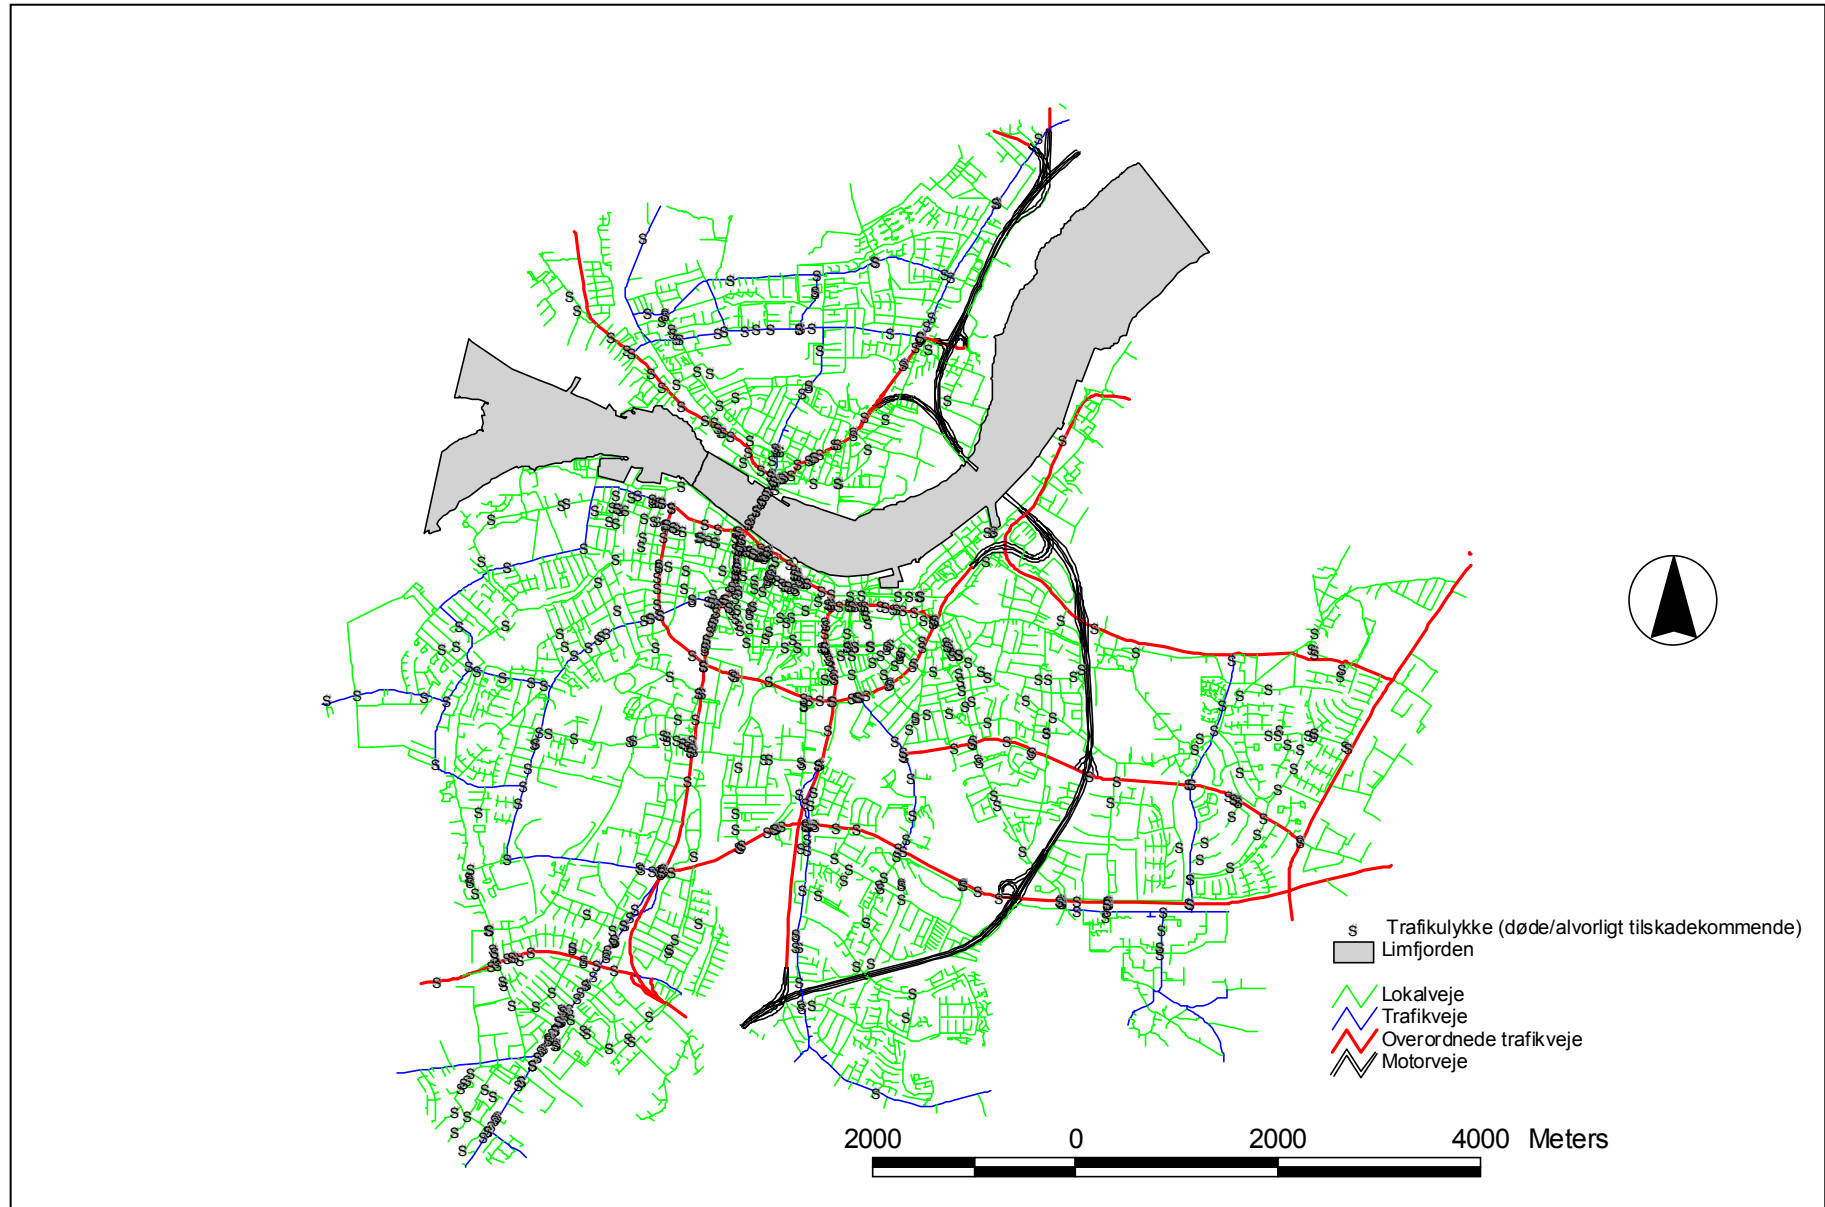 s Trafikulykke (døde/alvorligt tilskadekommende)
Limfjorden
Lokalveje
Trafikveje
Overordnede trafikveje
Motorveje
2000 0 2000 4000 Meters